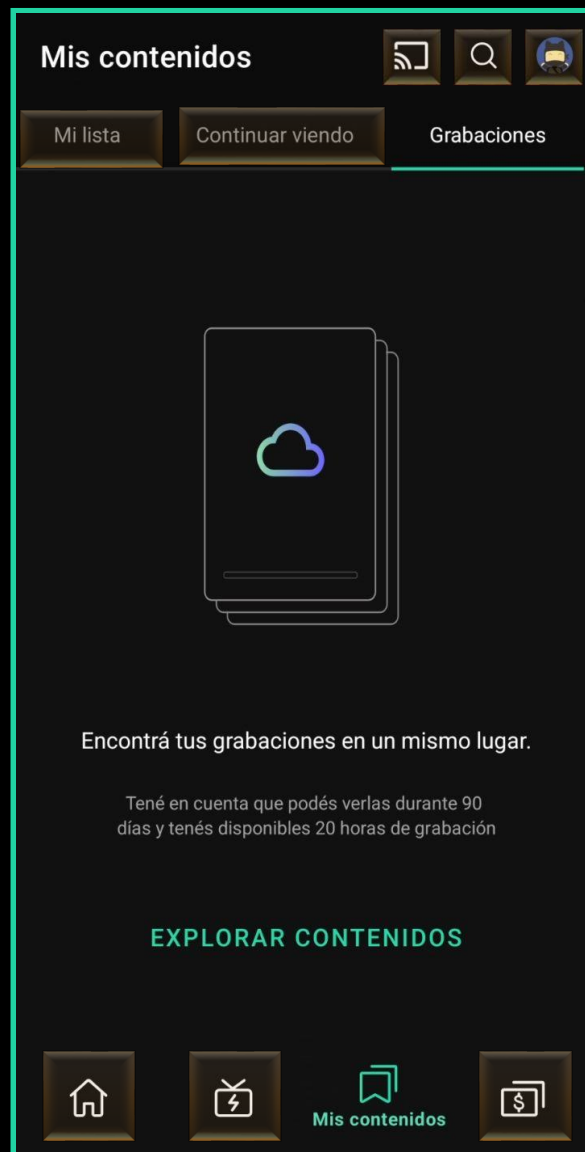 Mis contenidos
Mi lista
Continuar viendo
Grabaciones
Encontrá tus grabaciones en un mismo lugar.
Tené en cuenta que podés verlas durante 90
días y tenés disponibles 20 horas de grabación
EXPLORAR CONTENIDOS
$
Mis contenidos